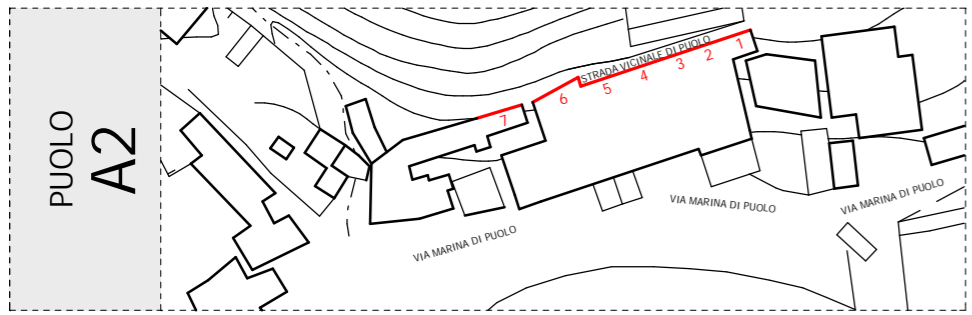 PUOLO
A2
STRADA VICINALE DI PUOLO
1
2
3
4
5
6
7
VIA MARINA DI PUOLO
VIA MARINA DI PUOLO
VIA MARINA DI PUOLO